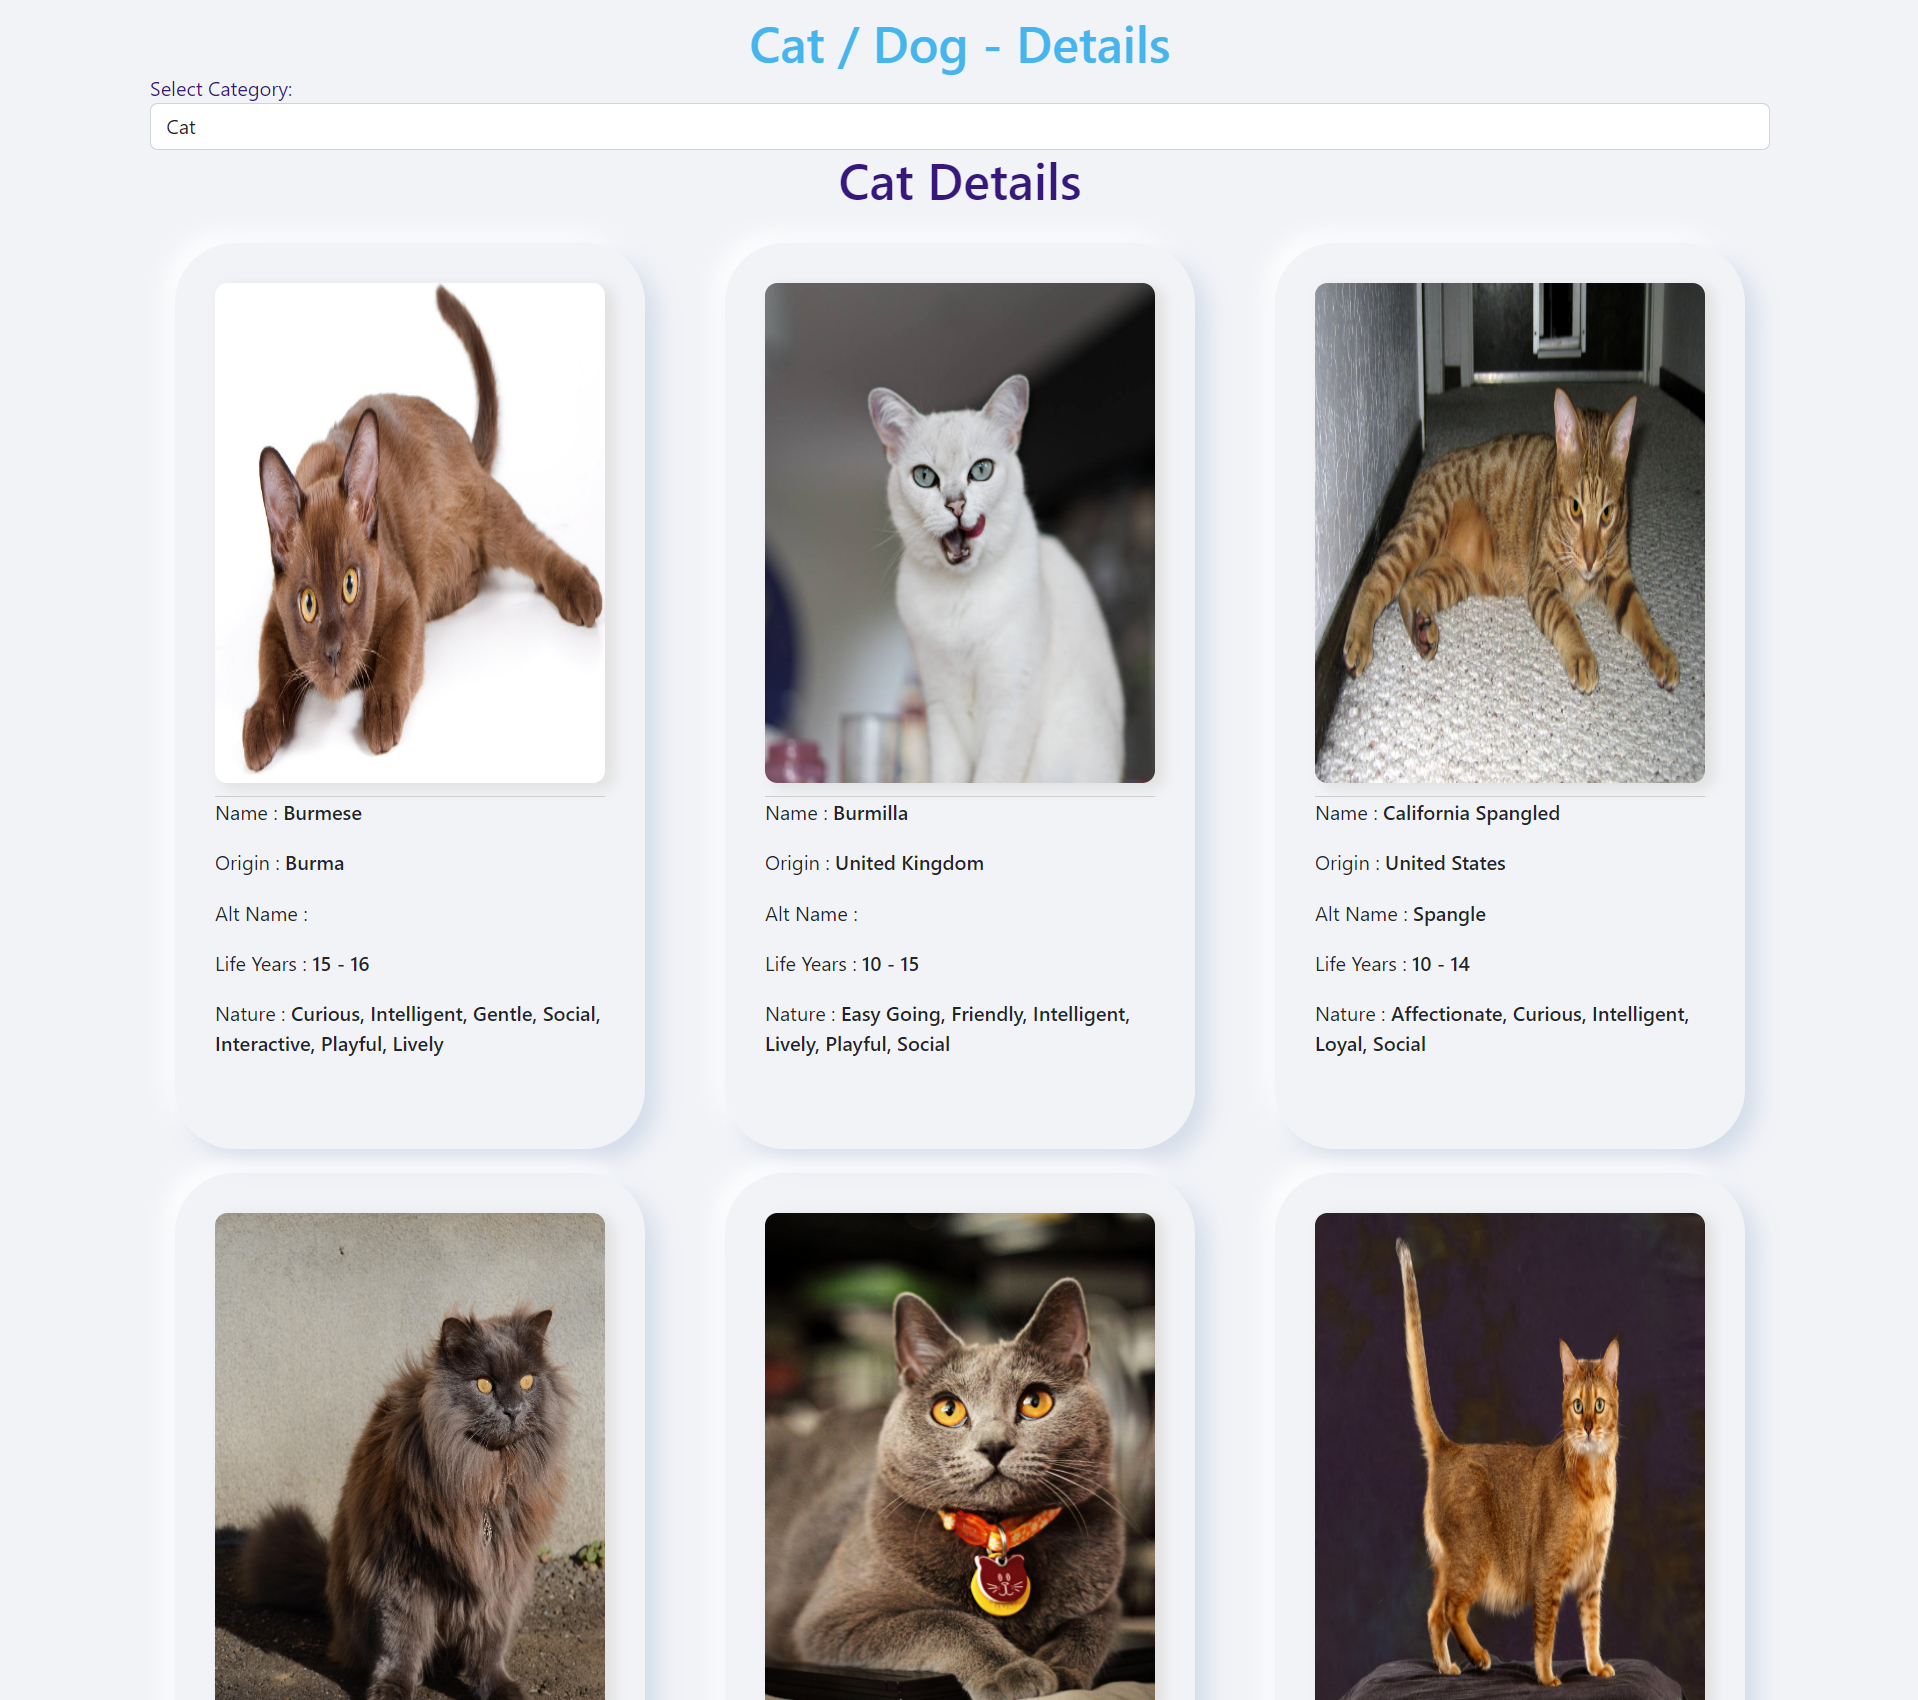 Cat / Dog - Details
Select Category:
Cat
Cat Details
Name : Burmese
Origin : Burma
Alt Name :
Life Years : 15 - 16
Nature : Curious, Intelligent, Gentle, Social,
Interactive, Playful, Lively
Name : Burmilla
Origin : United Kingdom
Alt Name :
Life Years : 10 - 15
Nature : Easy Going, Friendly, Intelligent,
Lively, Playful, Social
Name : California Spangled
Origin : United States
Alt Name : Spangle
Life Years : 10 - 14
Nature : Affectionate, Curious, Intelligent,
Loyal, Social